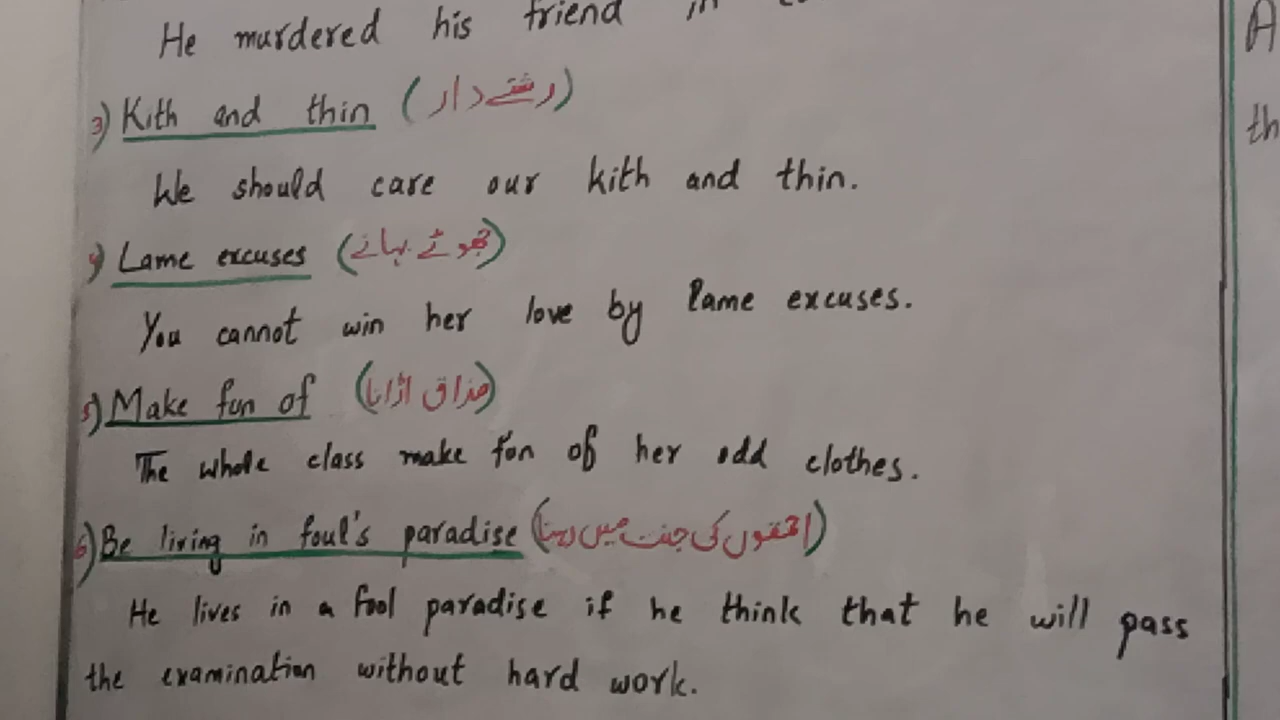 He murdered his friend in
3) Kith and thin (رشتے دار)
We should care our kith and thin.
4) Lame excuses (جھوٹے بہانے)
You cannot win her love by lame excuses.
5) Make fun of (مذاق اڑانا)
The whole class make fun of her odd clothes.
6) Be living in foul's paradise (احمقوں کی جنت میں رہنا)
He lives in a fool paradise if he think that he will pass
the examination without hard work.
A
th